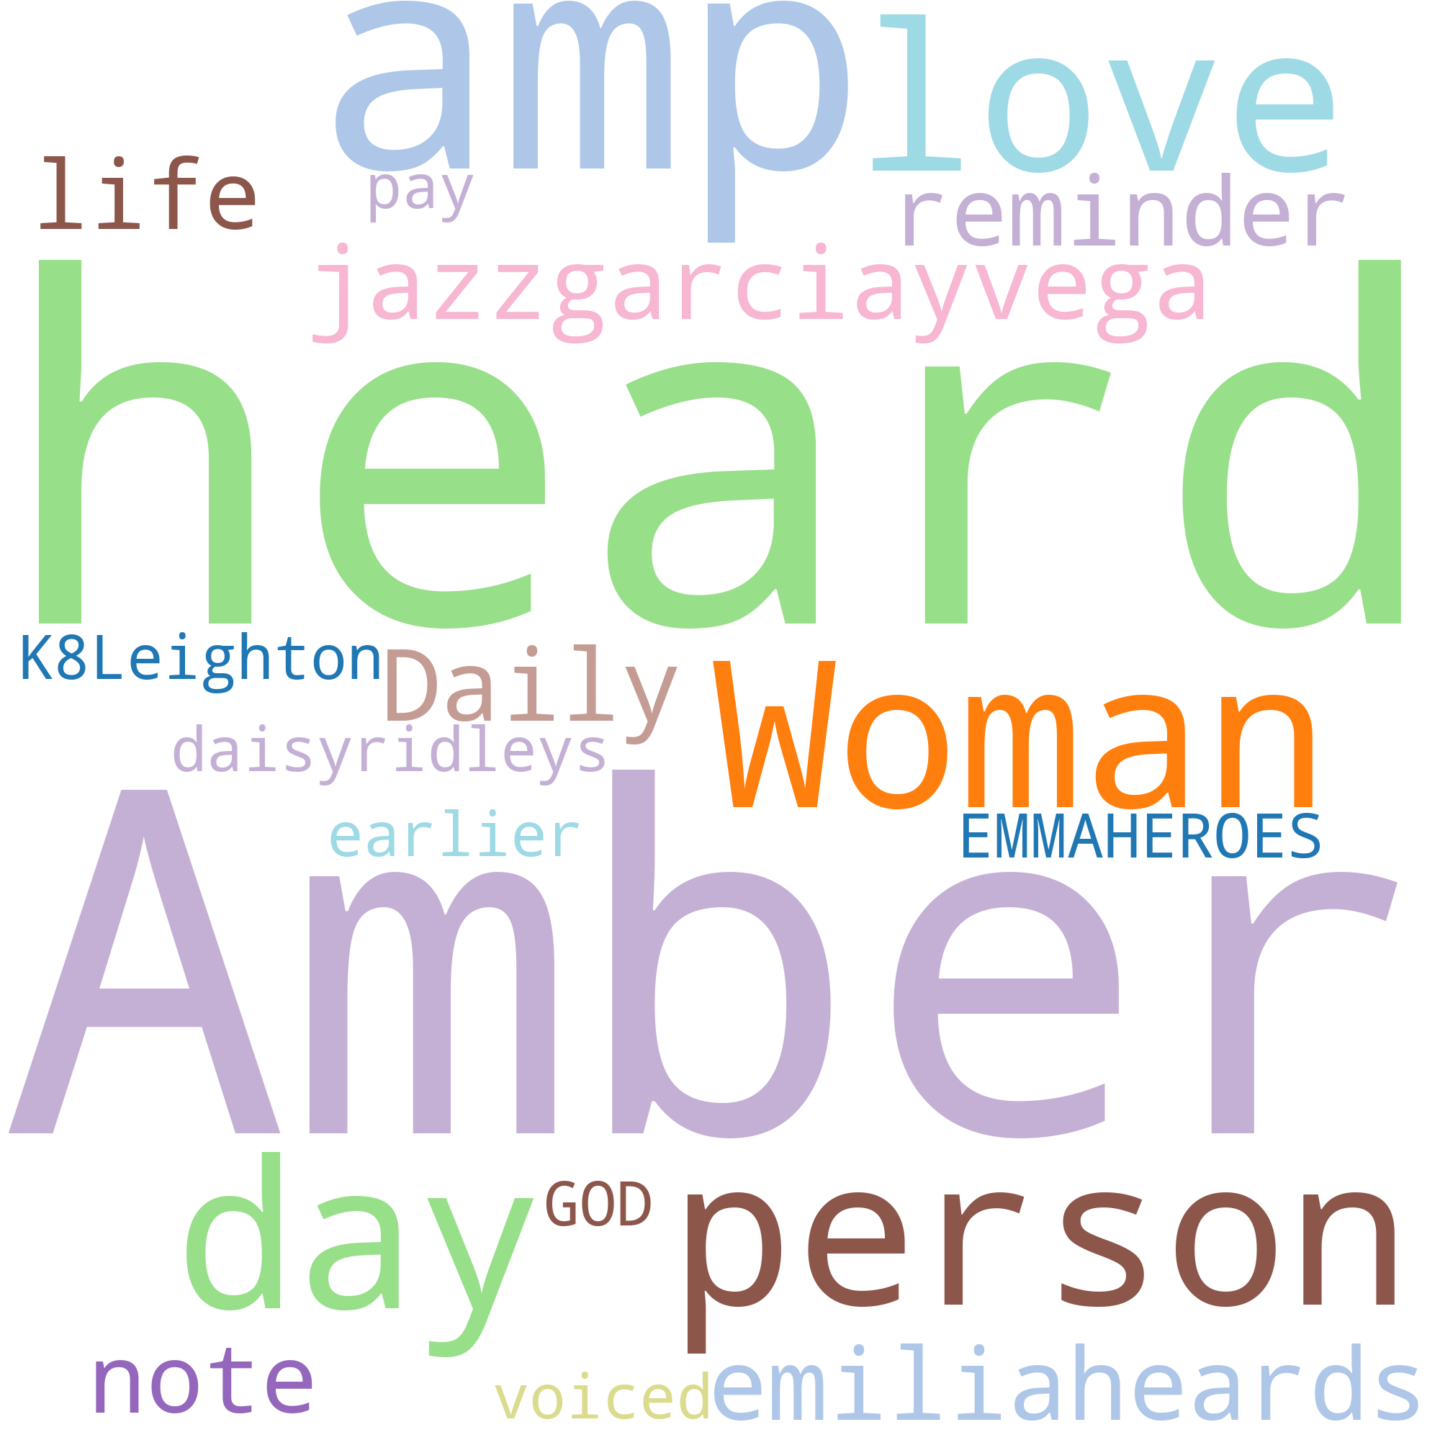 amp love
life pay reminder
jazzgarciayvega
heard
K8Leighton Daily Woman
daisyridleys
earlier EMMAHEROES
Amber
day GOD person
note voiced emiliaheards